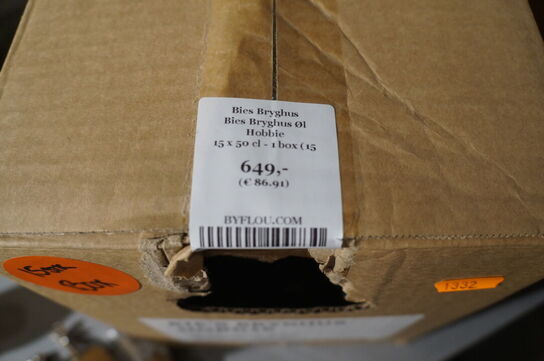 Bies Bryghus
Bies Bryghus Øl
Hobbie
15 x 50 cl - 1 box (15
649,-
(€ 86.91)
BYFLOU.COM
1332